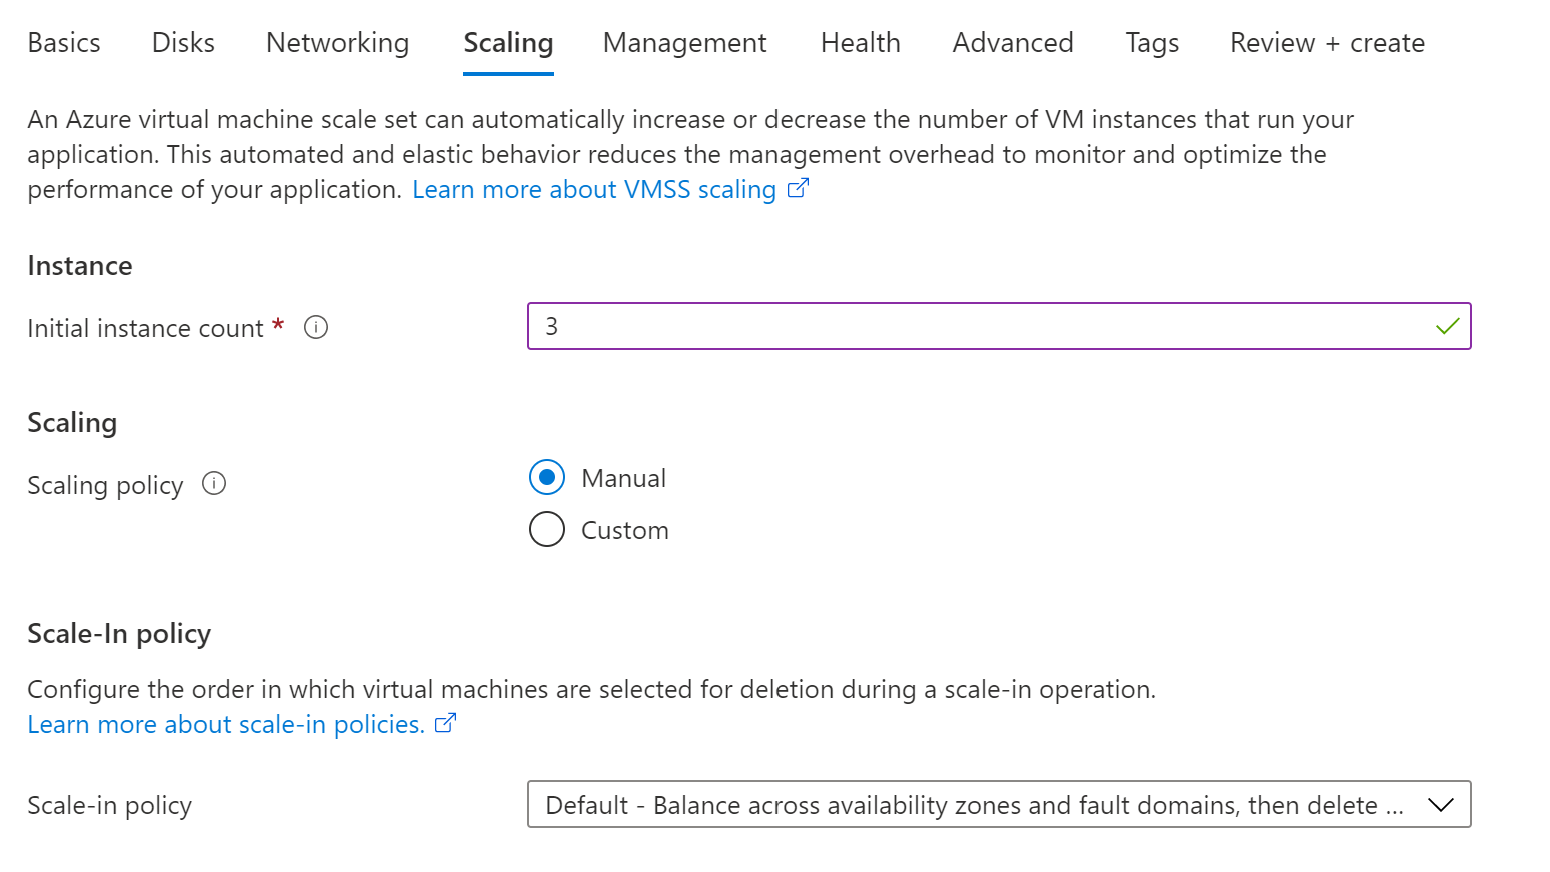 Basics Disks Networking Scaling Management Health Advanced Tags Review + create
An Azure virtual machine scale set can automatically increase or decrease the number of VM instances that run your
application. This automated and elastic behavior reduces the management overhead to monitor and optimize the
performance of your application. Learn more about VMSS scaling
Instance
Initial instance count * 3
Scaling
Scaling policy Manual
Custom
Scale-In policy
Configure the order in which virtual machines are selected for deletion during a scale-in operation.
Learn more about scale-in policies.
Scale-in policy Default - Balance across availability zones and fault domains, then delete ...